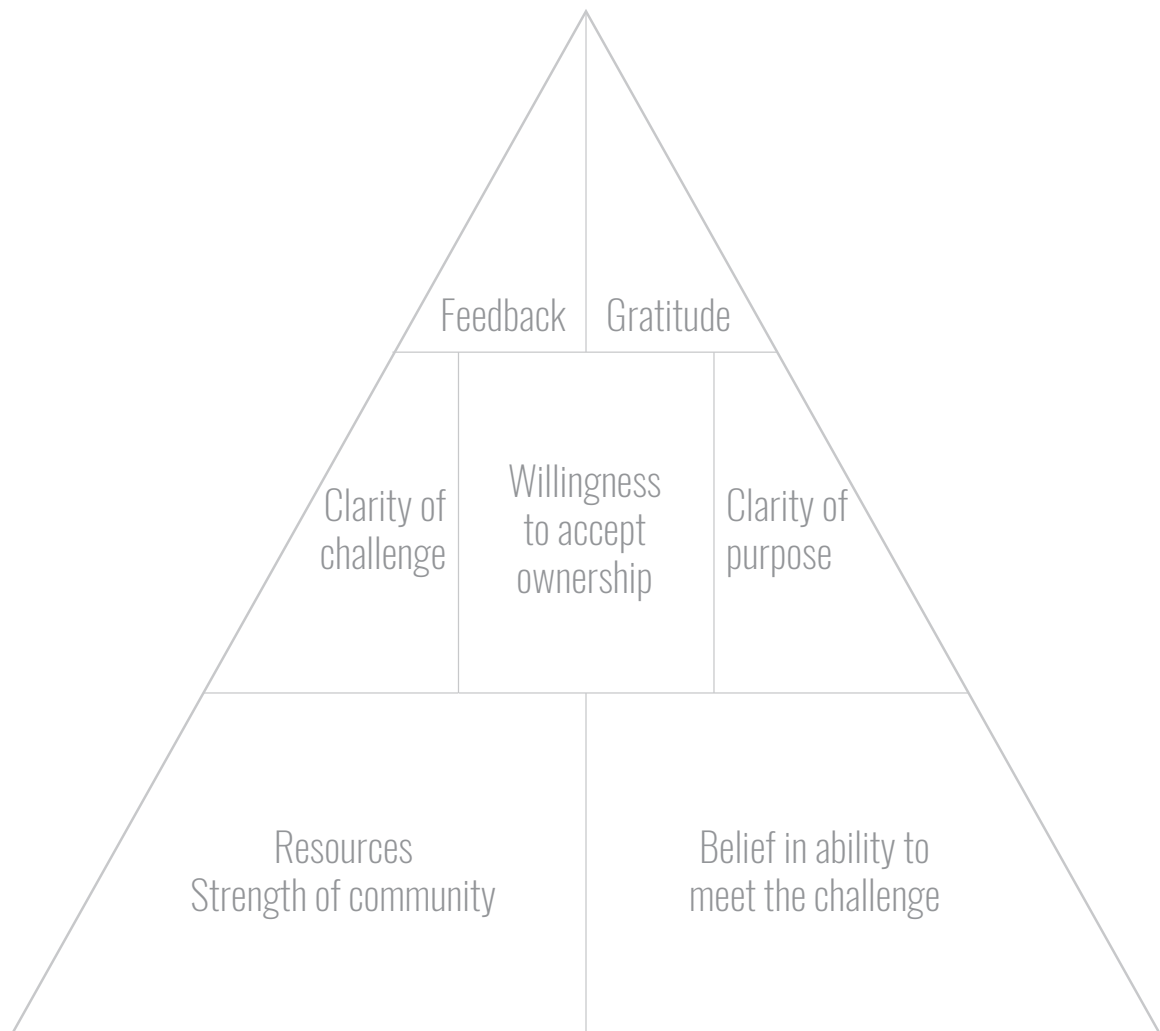 Feedback
Gratitude
Clarity of
challenge
Willingness
to accept
ownership
Clarity of
purpose
Resources
Strength of community
Belief in ability to
meet the challenge